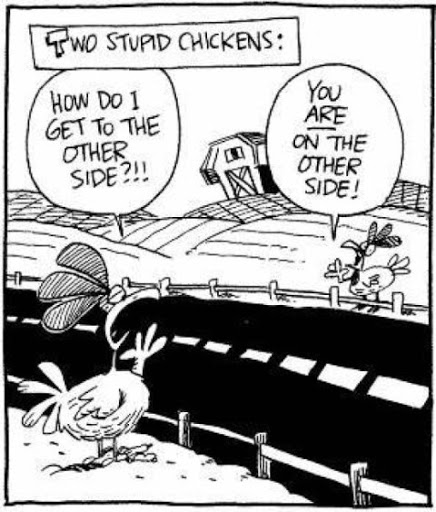 TWO STUPID CHICKENS:
HOW DO I
GET TO THE
OTHER
SIDE?!!
YOU
ARE
ON THE
OTHER
SIDE!